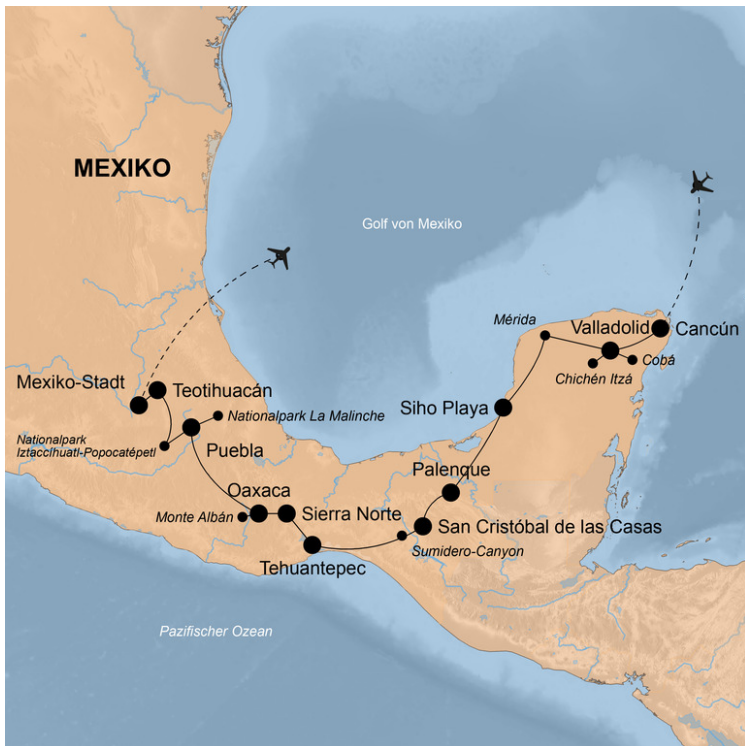 MEXIKO
Golf von Mexiko
Mérida
Valladolid
Cancún
Cobá
Chichén Itzá
Mexiko-Stadt
Teotihuacán
Siho Playa
Nationalpark La Malinche
Nationalpark
Iztaccíhuatl-Popocatépetl
Puebla
Palenque
Oaxaca
Monte Albán
Sierra Norte
San Cristóbal de las Casas
Sumidero-Canyon
Tehuantepec
Pazifischer Ozean